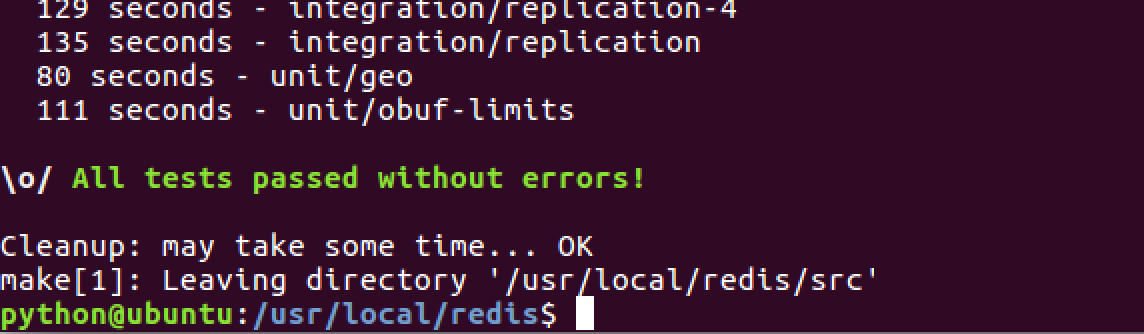 129 seconds - integration/replication-4
135 seconds - integration/replication
80 seconds - unit/geo
111 seconds - unit/obuf-limits
\o/ All tests passed without errors!
Cleanup: may take some time... OK
make[1]: Leaving directory '/usr/local/redis/src'
python@ubuntu:/usr/local/redis$